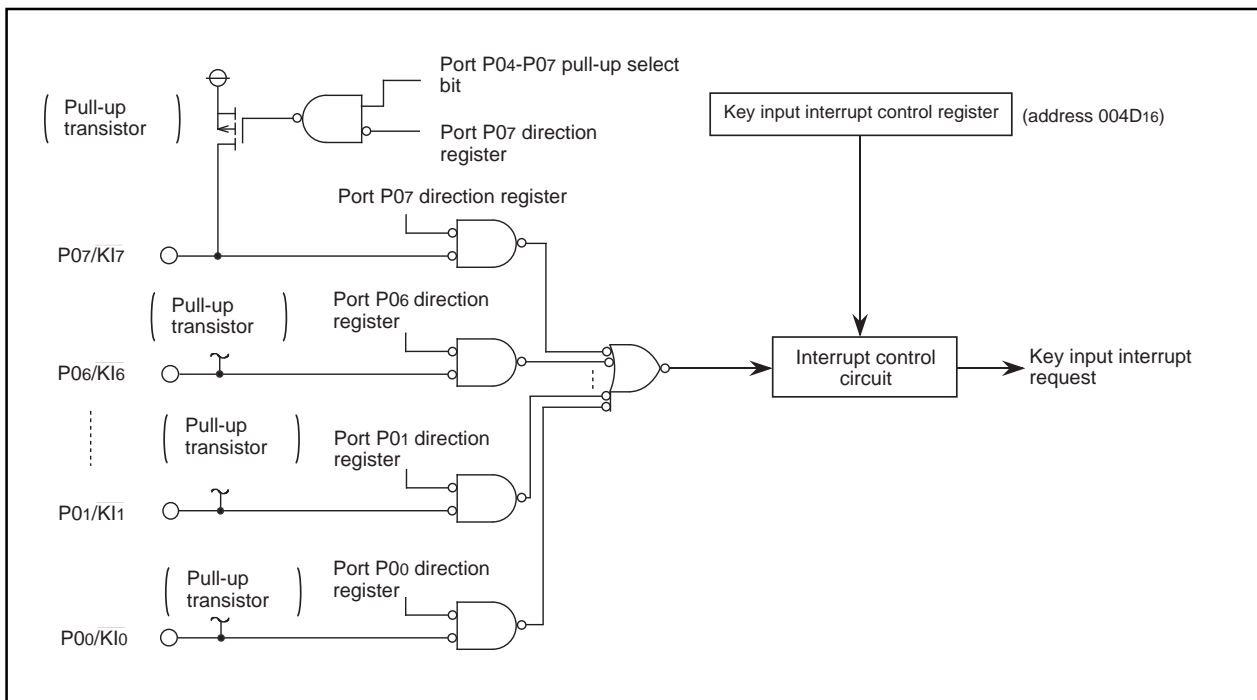 Port P04-P07 pull-up select
bit
( Pull-up
transistor )
Port P07 direction
register
Key input interrupt control register
(address 004D16)
Port P07 direction register
P07/KI7
( Pull-up
transistor )
Port P06 direction
register
P06/KI6
Interrupt control
circuit
Key input interrupt
request
( Pull-up
transistor )
Port P01 direction
register
P01/KI1
( Pull-up
transistor )
Port P00 direction
register
P00/KI0